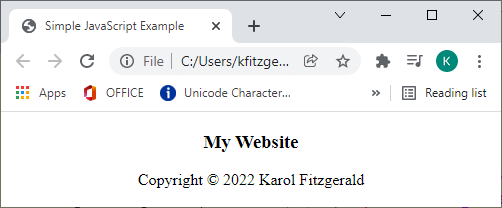 Simple JavaScript Example
File | C:/Users/kfitzge... K
Apps OFFICE Unicode Character... » Reading list
My Website
Copyright © 2022 Karol Fitzgerald